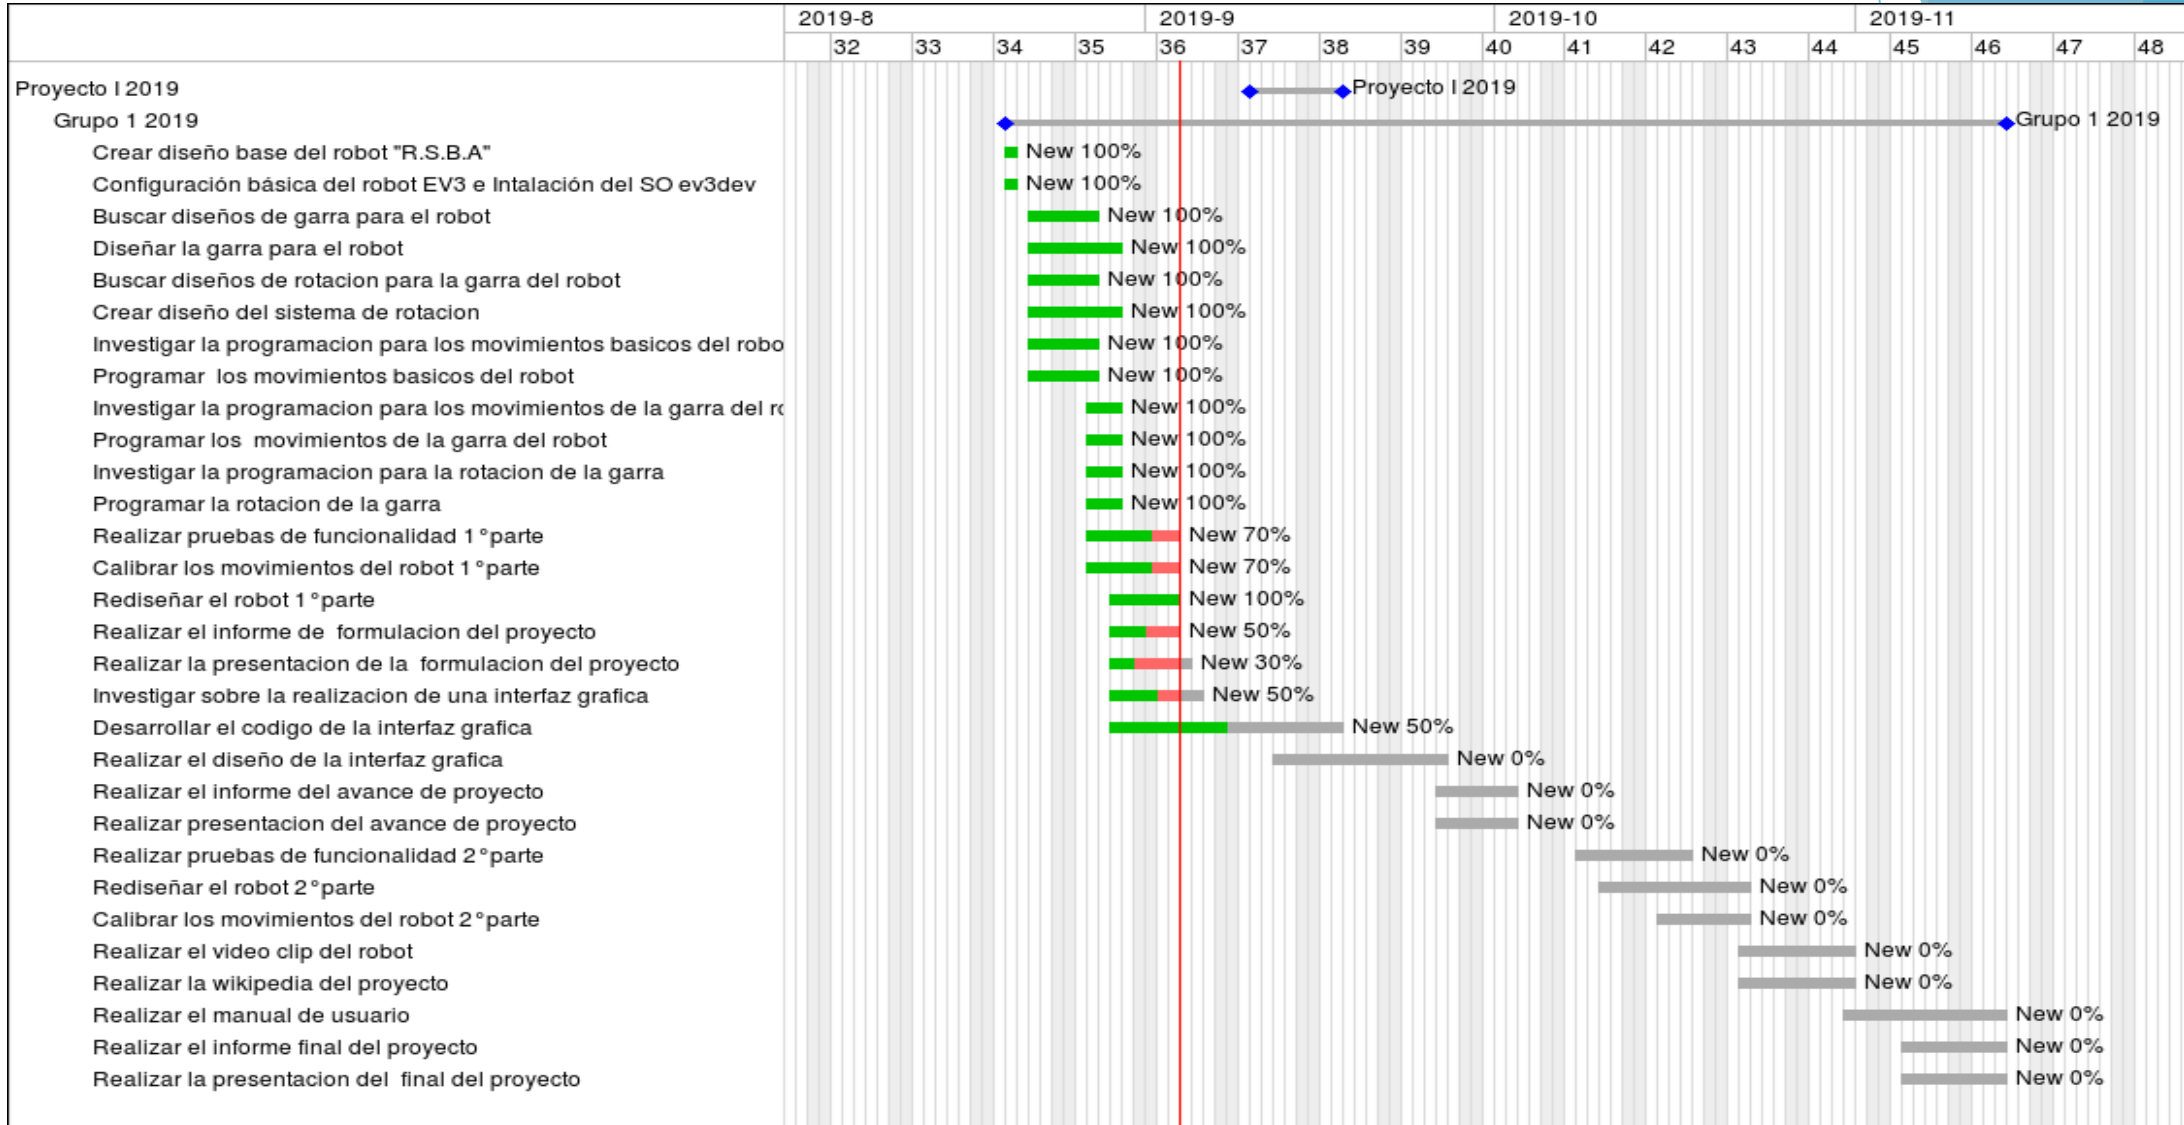 2019-8 2019-9 2019-10 2019-11
32 33 34 35 36 37 38 39 40 41 42 43 44 45 46 47 48
Proyecto I 2019 Proyecto I 2019
Grupo 1 2019 Grupo 1 2019
Crear diseño base del robot "R.S.B.A" New 100%
Configuración básica del robot EV3 e Intalación del SO ev3dev New 100%
Buscar diseños de garra para el robot New 100%
Diseñar la garra para el robot New 100%
Buscar diseños de rotacion para la garra del robot New 100%
Crear diseño del sistema de rotacion New 100%
Investigar la programacion para los movimientos basicos del robo New 100%
Programar los movimientos basicos del robot New 100%
Investigar la programacion para los movimientos de la garra del ro New 100%
Programar los movimientos de la garra del robot New 100%
Investigar la programacion para la rotacion de la garra New 100%
Programar la rotacion de la garra New 100%
Realizar pruebas de funcionalidad 1°parte New 70%
Calibrar los movimientos del robot 1°parte New 70%
Rediseñar el robot 1°parte New 100%
Realizar el informe de formulacion del proyecto New 50%
Realizar la presentacion de la formulacion del proyecto New 30%
Investigar sobre la realizacion de una interfaz grafica New 50%
Desarrollar el codigo de la interfaz grafica New 50%
Realizar el diseño de la interfaz grafica New 0%
Realizar el informe del avance de proyecto New 0%
Realizar presentacion del avance de proyecto New 0%
Realizar pruebas de funcionalidad 2°parte New 0%
Rediseñar el robot 2°parte New 0%
Calibrar los movimientos del robot 2°parte New 0%
Realizar el video clip del robot New 0%
Realizar la wikipedia del proyecto New 0%
Realizar el manual de usuario New 0%
Realizar el informe final del proyecto New 0%
Realizar la presentacion del final del proyecto New 0%